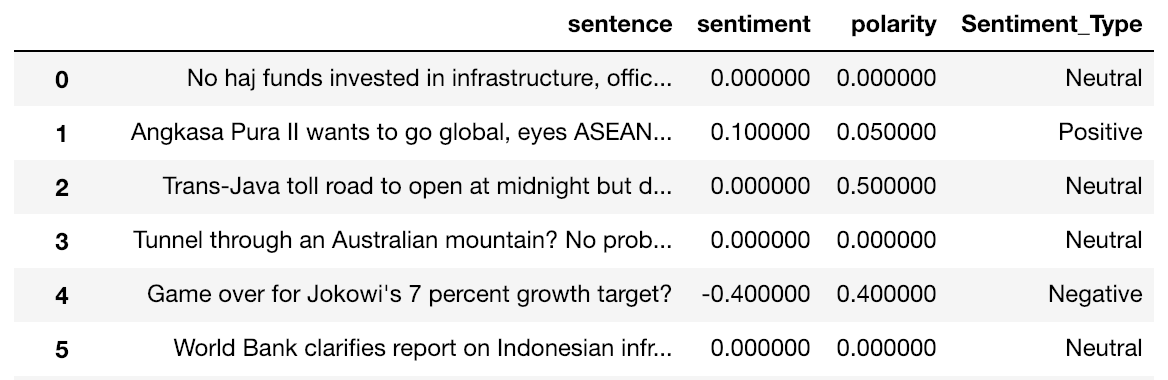 sentence sentiment polarity Sentiment_Type
0 No haj funds invested in infrastructure, offic... 0.000000 0.000000 Neutral
1 Angkasa Pura II wants to go global, eyes ASEAN... 0.100000 0.050000 Positive
2 Trans-Java toll road to open at midnight but d... 0.000000 0.500000 Neutral
3 Tunnel through an Australian mountain? No prob... 0.000000 0.000000 Neutral
4 Game over for Jokowi's 7 percent growth target? -0.400000 0.400000 Negative
5 World Bank clarifies report on Indonesian infr... 0.000000 0.000000 Neutral